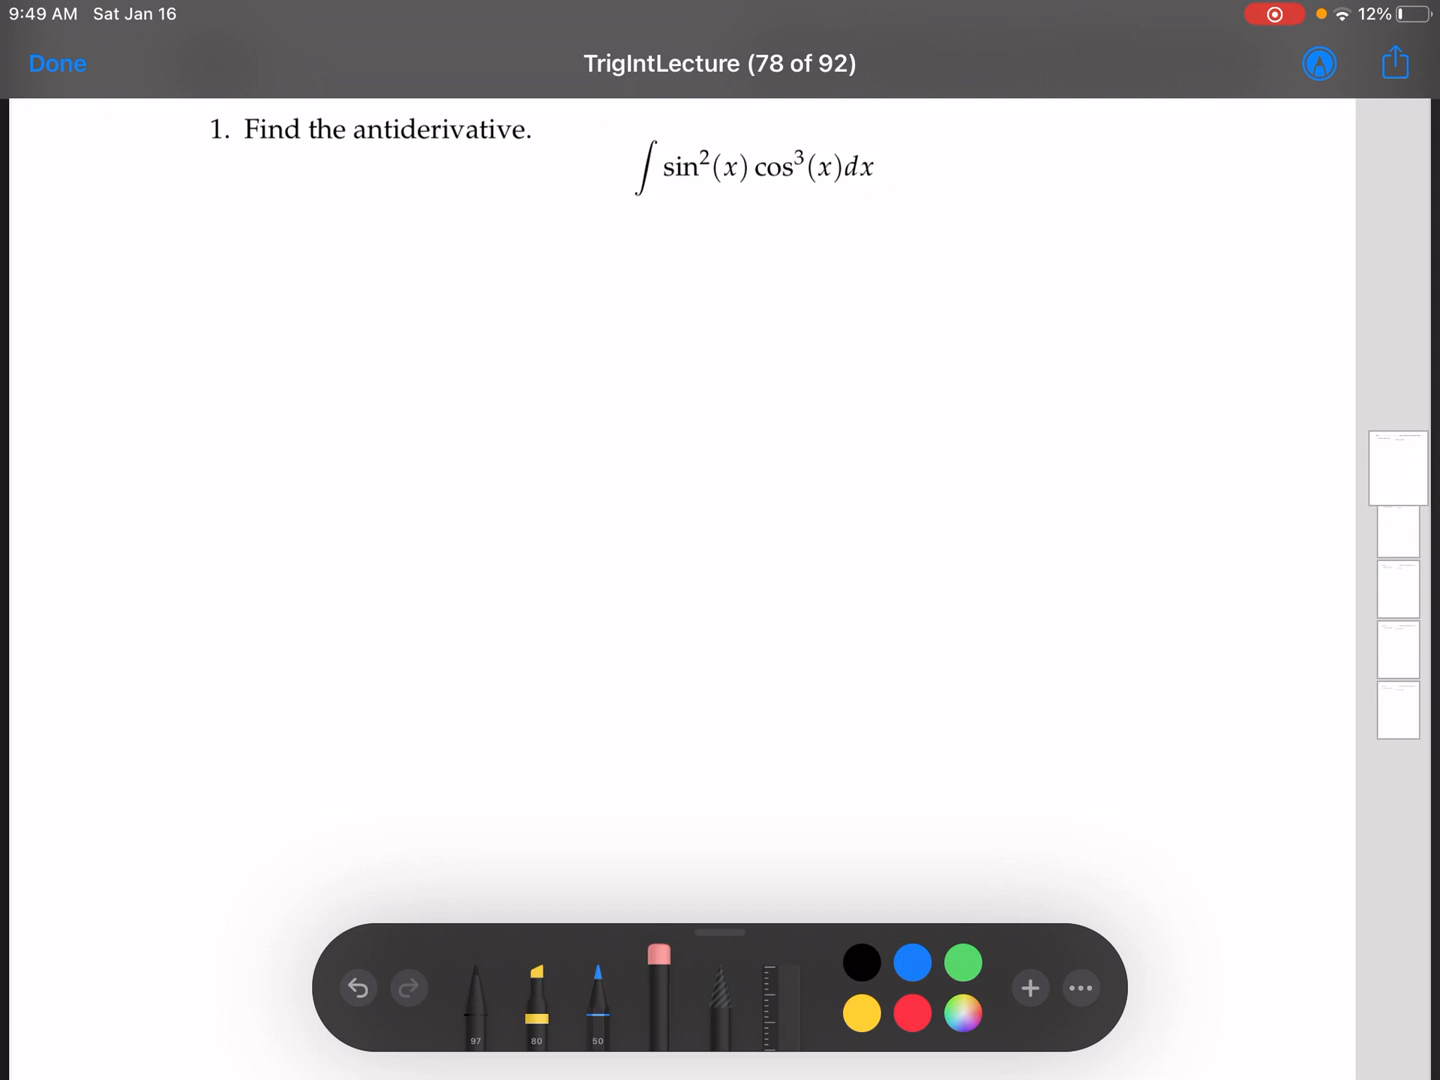 9:49 AM Sat Jan 16
12%
Done
TrigIntLecture (78 of 92)
1. Find the antiderivative.
∫ sin²(x) cos³(x)dx
97 80 50